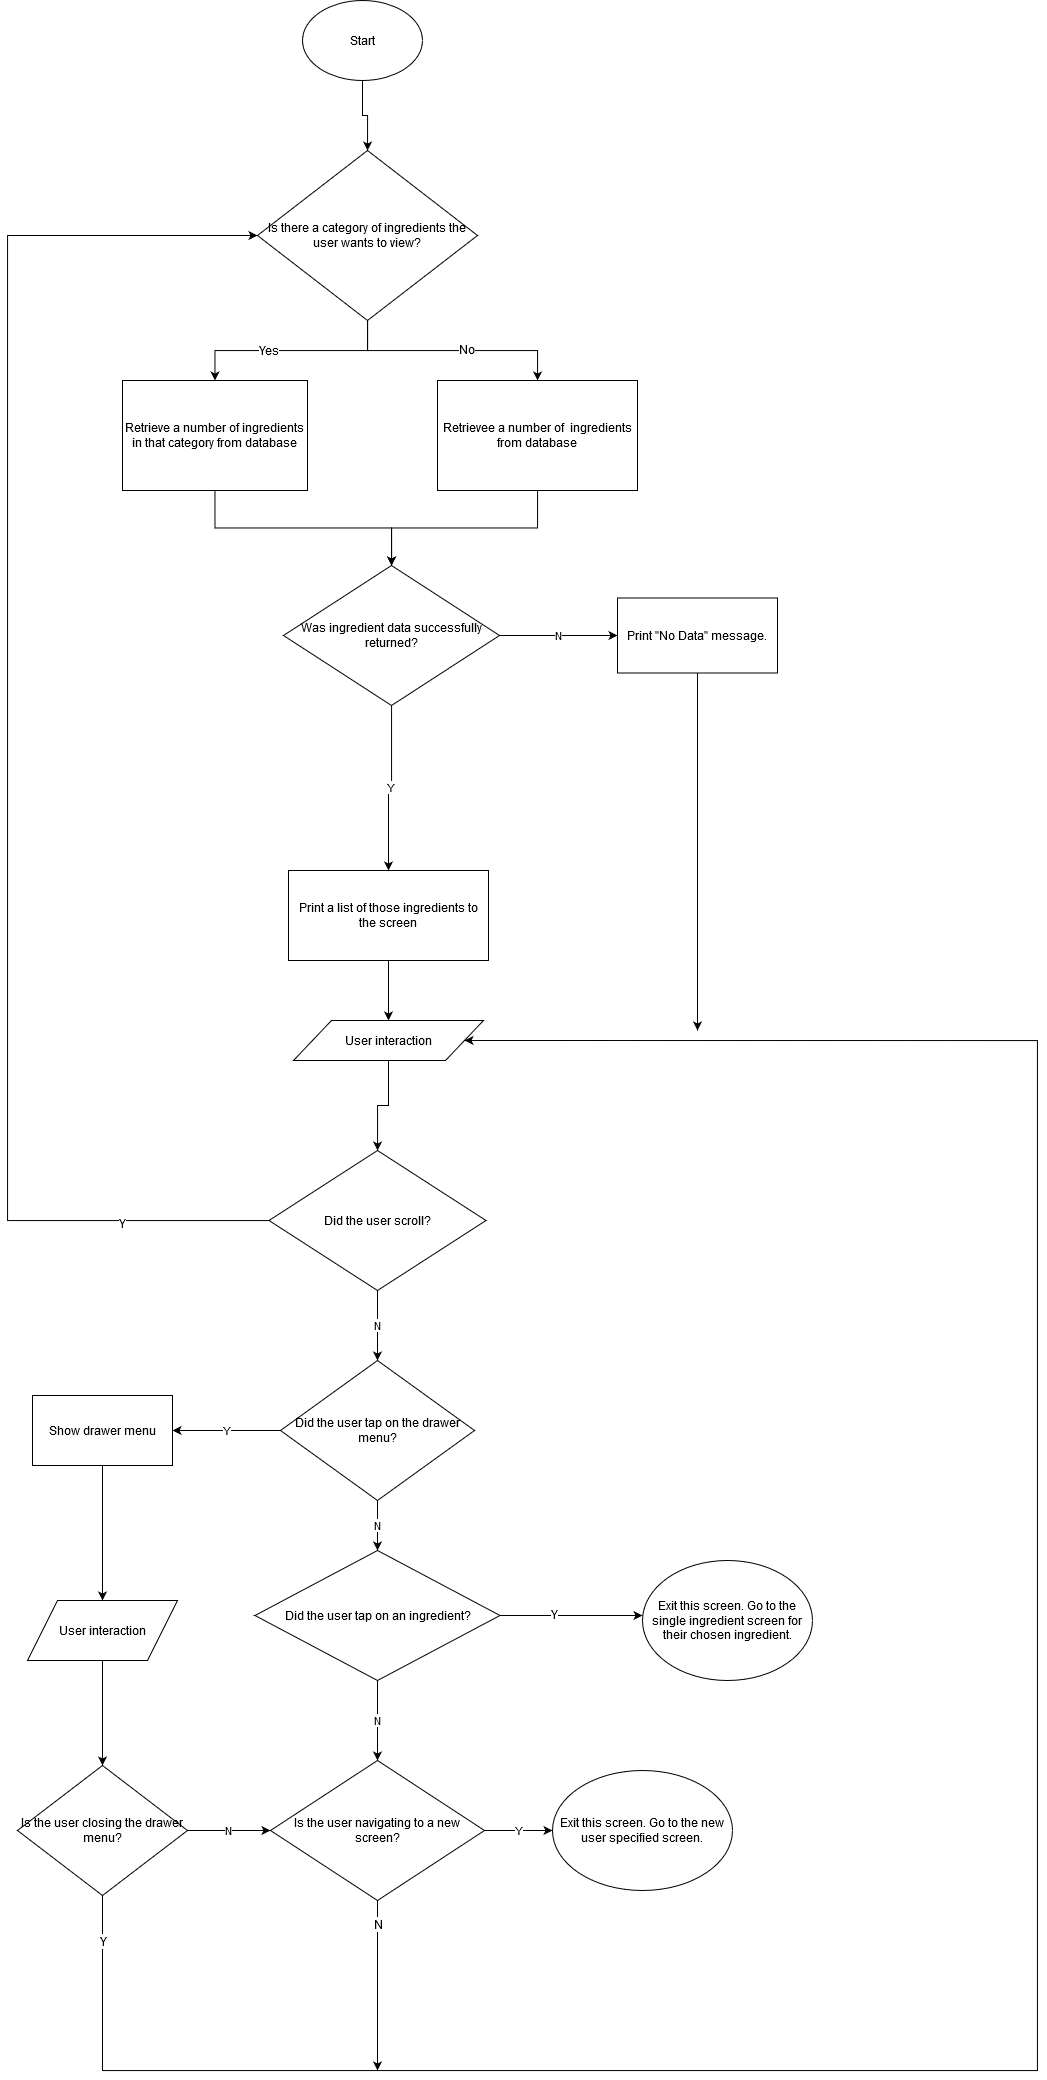 Start
Is there a category of ingredients the
user wants to view?
Yes
No
Retrieve a number of ingredients
in that category from database
Retrievee a number of  ingredients
from database
Was ingredient data successfully
returned?
N
Print "No Data" message.
Y
Print a list of those ingredients to
the screen
User interaction
Did the user scroll?
Y
N
Did the user tap on the drawer
menu?
Y
Show drawer menu
N
Did the user tap on an ingredient?
Y
Exit this screen. Go to the
single ingredient screen for
their chosen ingredient.
User interaction
N
Is the user closing the drawer
menu?
N
Is the user navigating to a new
screen?
Y
Exit this screen. Go to the new
user specified screen.
N
Y